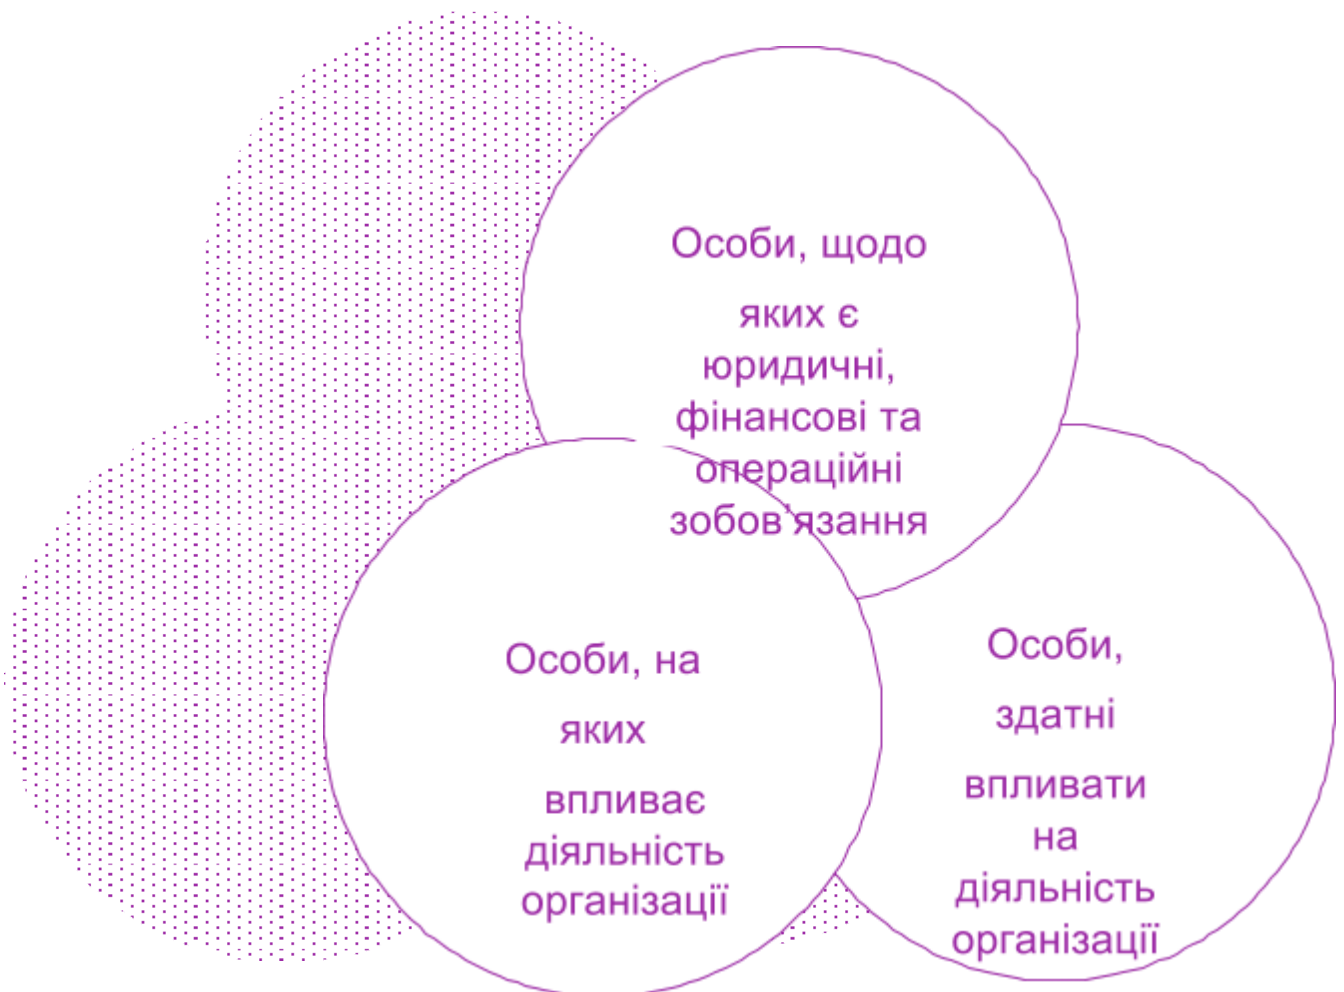 Особи, щодо
яких є
юридичні,
фінансові та
операційні
зобов'язання
Особи, на
яких
впливає
діяльність
організації
Особи,
здатні
впливати
на
діяльність
організації